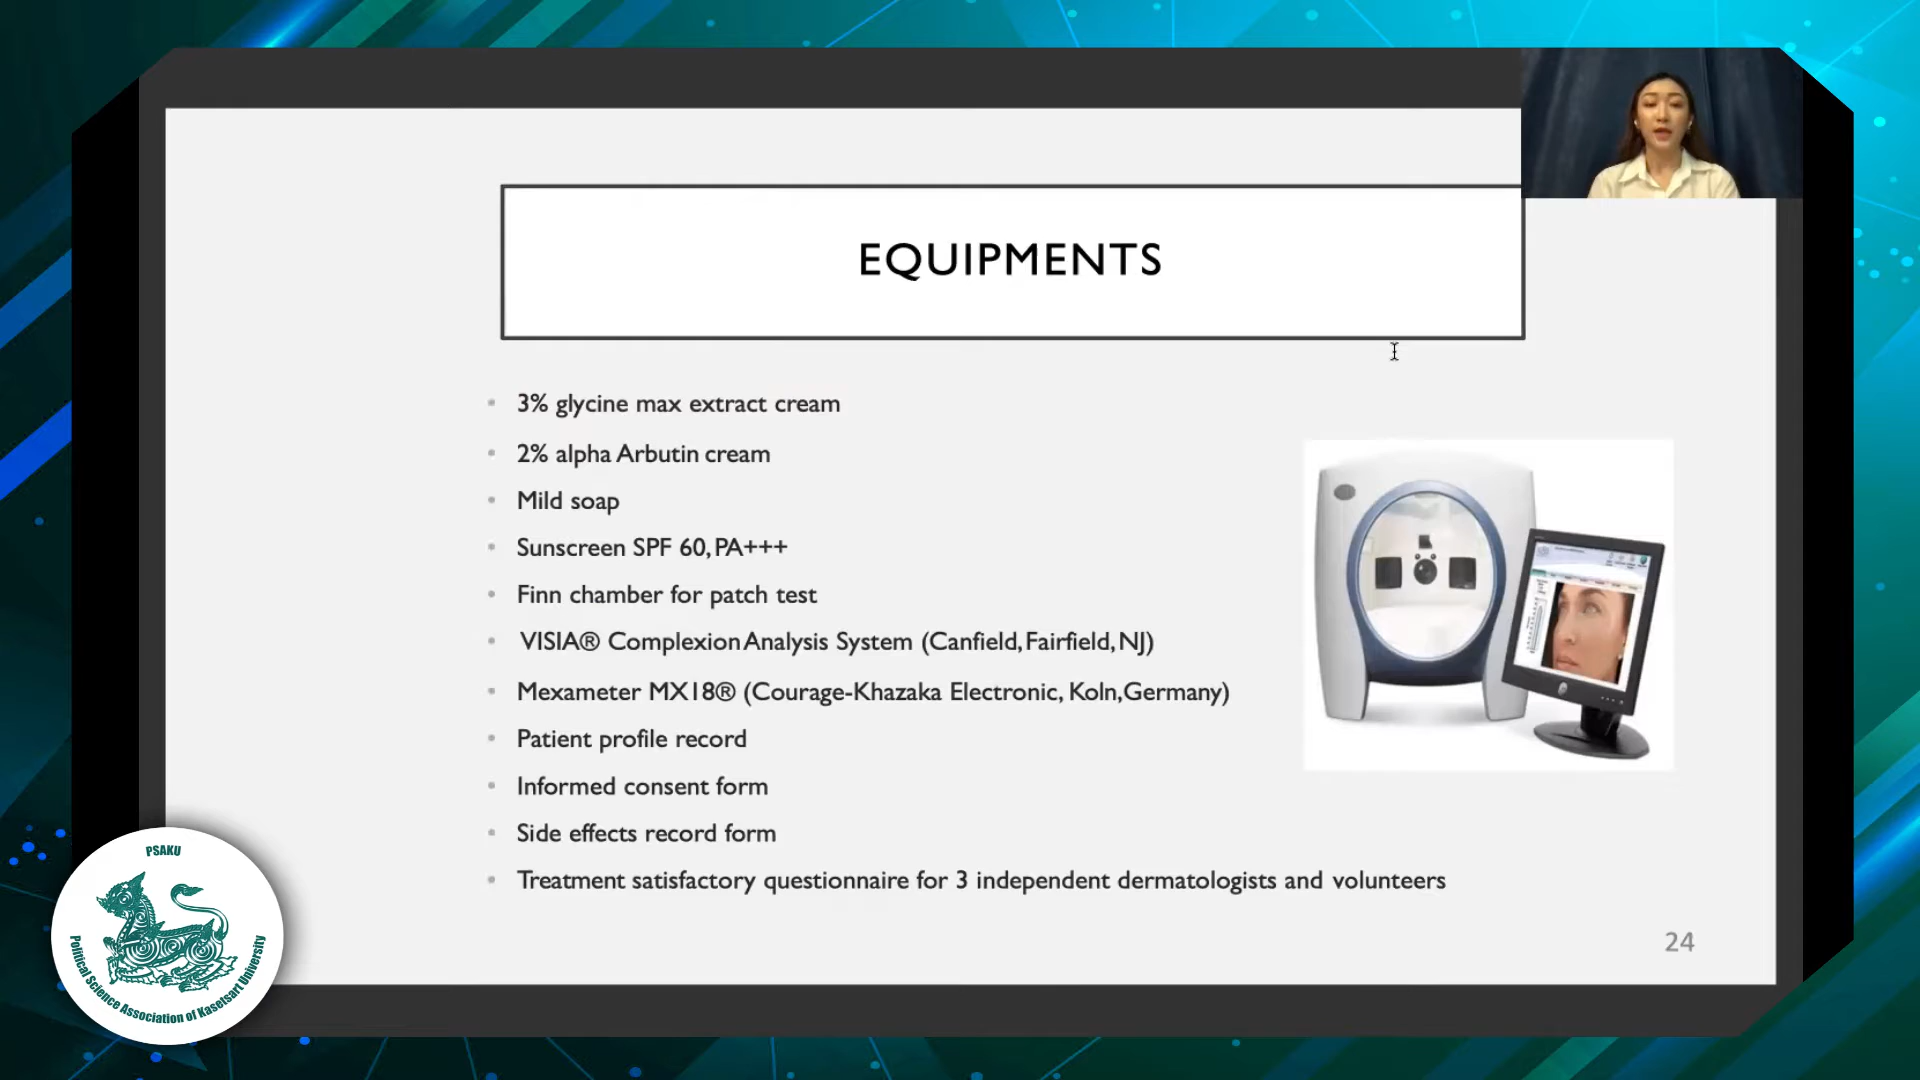 EQUIPMENTS
3% glycine max extract cream
2% alpha Arbutin cream
Mild soap
Sunscreen SPF 60, PA+++
Finn chamber for patch test
VISIA® Complexion Analysis System (Canfield, Fairfield, NJ)
Mexameter MX18® (Courage-Khazaka Electronic, Koln, Germany)
Patient profile record
Informed consent form
Side effects record form
Treatment satisfactory questionnaire for 3 independent dermatologists and volunteers
24
PSAKU
Political Science Association of Kasetsart University